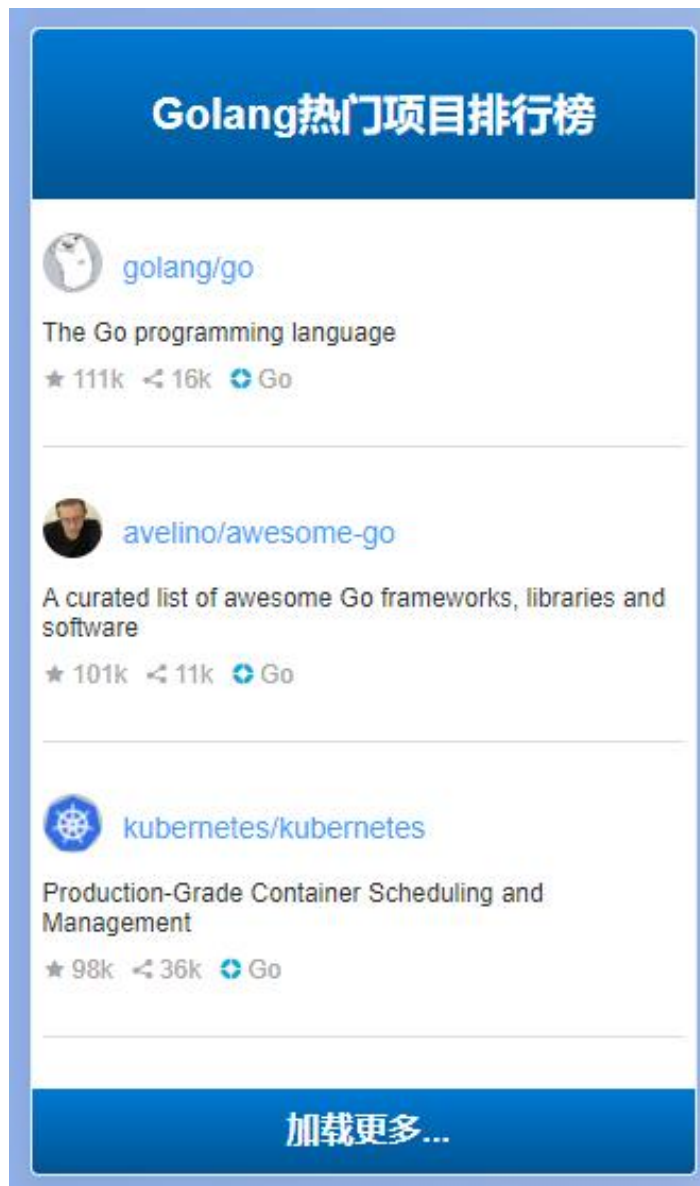 Golang热门项目排行榜
golang/go
The Go programming language
111k 16k Go
avelino/awesome-go
A curated list of awesome Go frameworks, libraries and
software
101k 11k Go
kubernetes/kubernetes
Production-Grade Container Scheduling and
Management
98k 36k Go
加载更多...